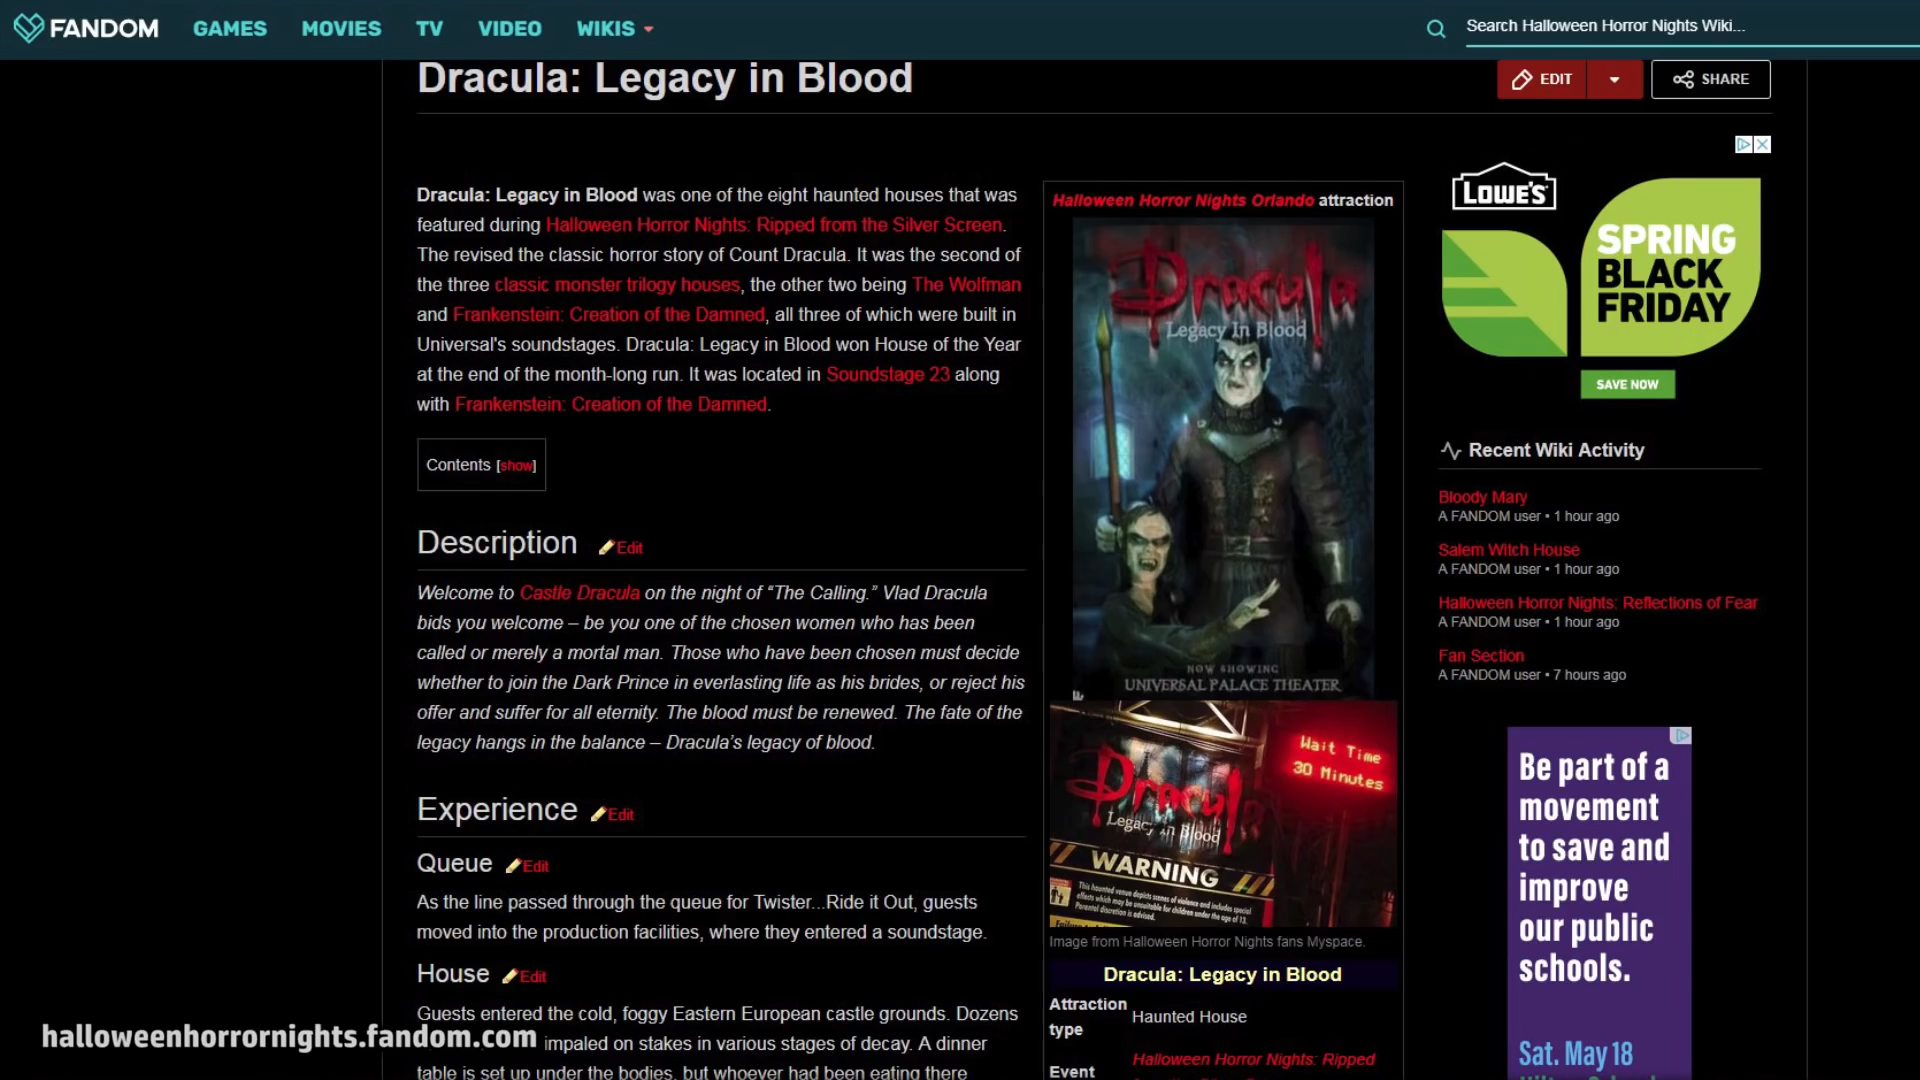 FANDOM GAMES MOVIES TV VIDEO WIKIS Search Halloween Horror Nights Wiki...
Dracula: Legacy in Blood
EDIT SHARE
Dracula: Legacy in Blood was one of the eight haunted houses that was
featured during Halloween Horror Nights: Ripped from the Silver Screen.
The revised the classic horror story of Count Dracula. It was the second of
the three classic monster trilogy houses, the other two being The Wolfman
and Frankenstein: Creation of the Damned, all three of which were built in
Universal's soundstages. Dracula: Legacy in Blood won House of the Year
at the end of the month-long run. It was located in Soundstage 23 along
with Frankenstein: Creation of the Damned.
Contents [show]
Description Edit
Welcome to Castle Dracula on the night of “The Calling.” Vlad Dracula
bids you welcome – be you one of the chosen women who has been
called or merely a mortal man. Those who have been chosen must decide
whether to join the Dark Prince in everlasting life as his brides, or reject his
offer and suffer for all eternity. The blood must be renewed. The fate of the
legacy hangs in the balance – Dracula’s legacy of blood.
Experience Edit
Queue Edit
As the line passed through the queue for Twister...Ride it Out, guests
moved into the production facilities, where they entered a soundstage.
House Edit
Guests entered the cold, foggy Eastern European castle grounds. Dozens
impaled on stakes in various stages of decay. A dinner
table is set up under the bodies, but whoever had been eating there
halloweenhorrornights.fandom.com
Halloween Horror Nights Orlando attraction
Dracula
Legacy In Blood
NOW SHOWING
UNIVERSAL PALACE THEATER
Wait Time
30 Minutes
Dracula
Legacy in Blood
WARNING
This haunted venue depicts scenes of violence and includes special
effects which may be unsuitable for children under the age of 13.
Parental discretion is advised.
Image from Halloween Horror Nights fans Myspace.
Dracula: Legacy in Blood
Attraction type Haunted House
Event Halloween Horror Nights: Ripped
LOWE'S
SPRING
BLACK
FRIDAY
SAVE NOW
Recent Wiki Activity
Bloody Mary
A FANDOM user • 1 hour ago
Salem Witch House
A FANDOM user • 1 hour ago
Halloween Horror Nights: Reflections of Fear
A FANDOM user • 1 hour ago
Fan Section
A FANDOM user • 7 hours ago
Be part of a
movement
to save and
improve
our public
schools.
Sat. May 18